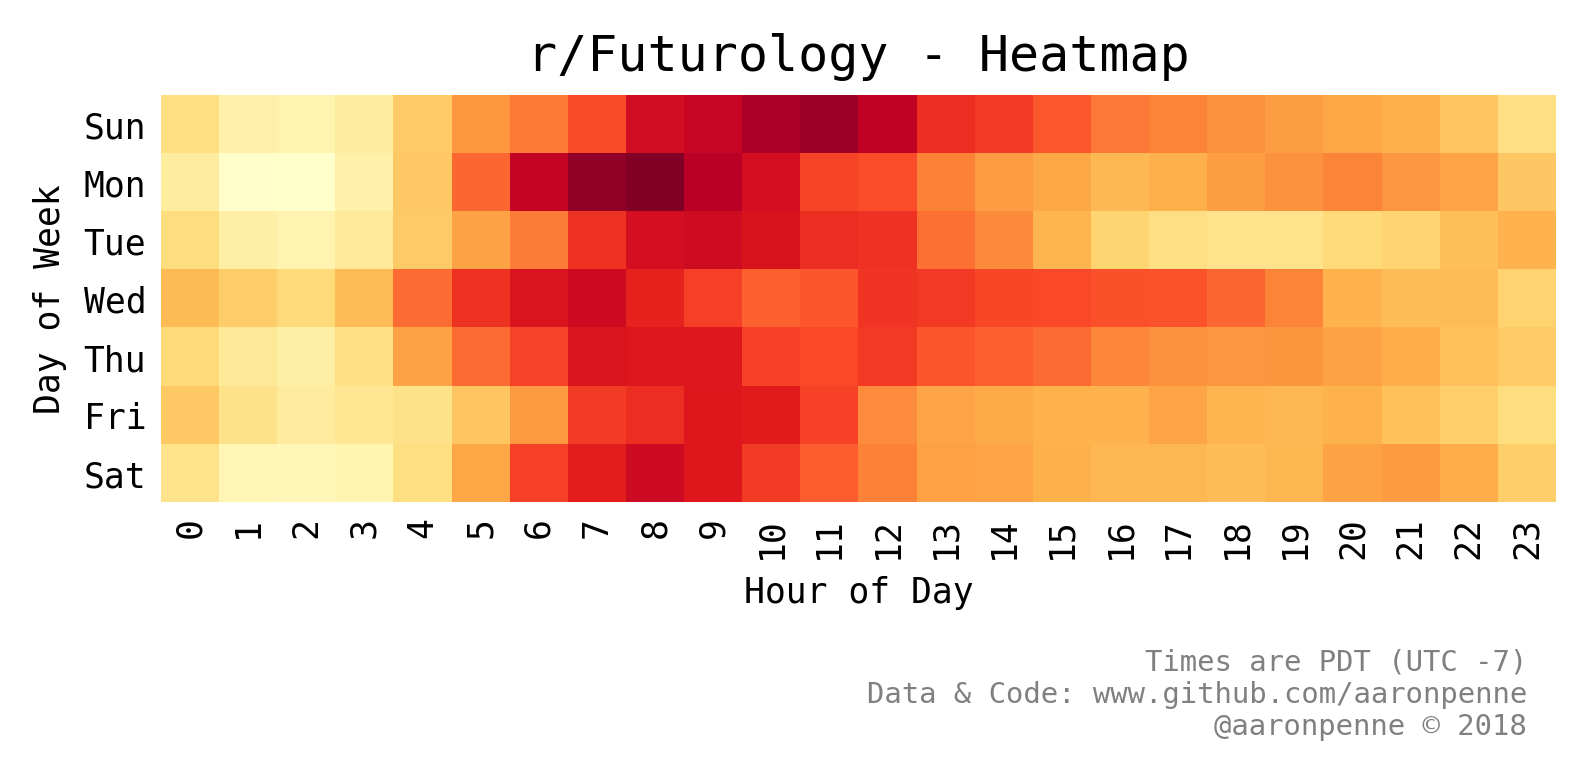 r/Futurology - Heatmap
Day of Week
Sun
Mon
Tue
Wed
Thu
Fri
Sat
0 1 2 3 4 5 6 7 8 9 10 11 12 13 14 15 16 17 18 19 20 21 22 23
Hour of Day
Times are PDT (UTC -7)
Data & Code: www.github.com/aaronpenne
@aaronpenne © 2018